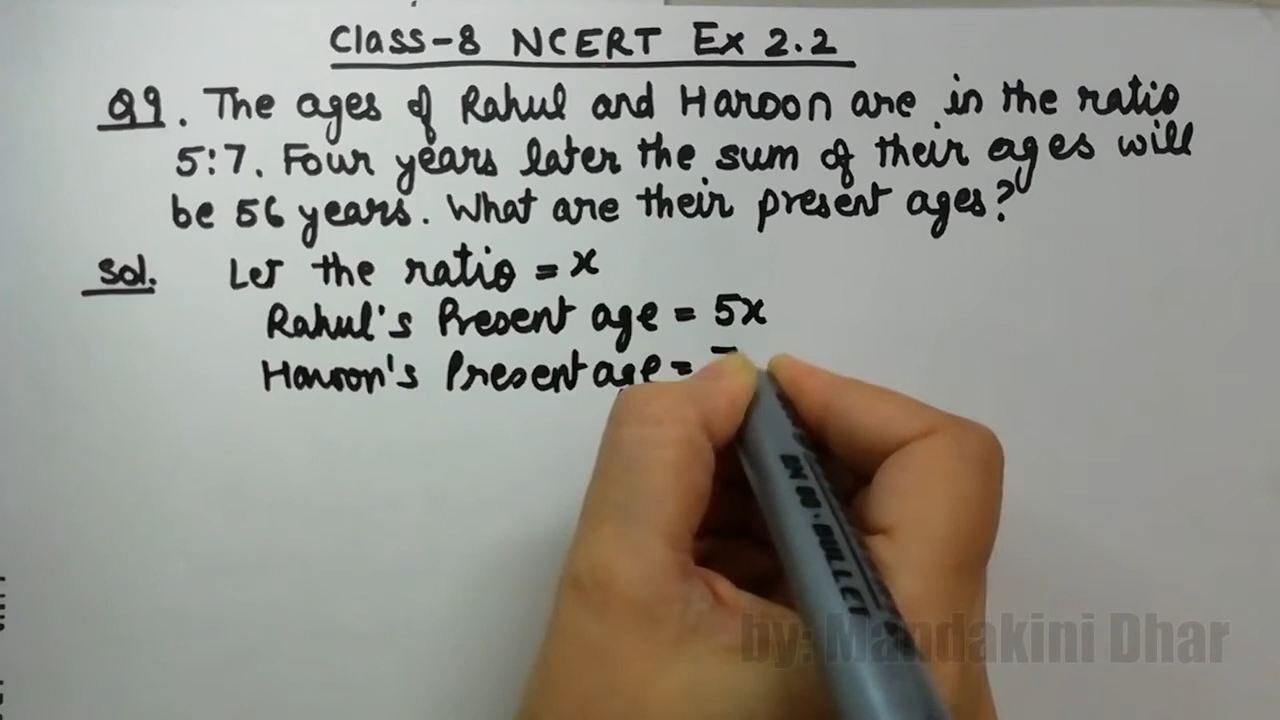 Class-8 NCERT Ex 2.2
Q9. The ages of Rahul and Haroon are in the ratio
5:7. Four years later the sum of their ages will
be 56 years. What are their present ages?
Sol. Let the ratio = x
Rahul's Present age = 5x
Haroon's Present age =
BULLET
by: Mandakini Dhar